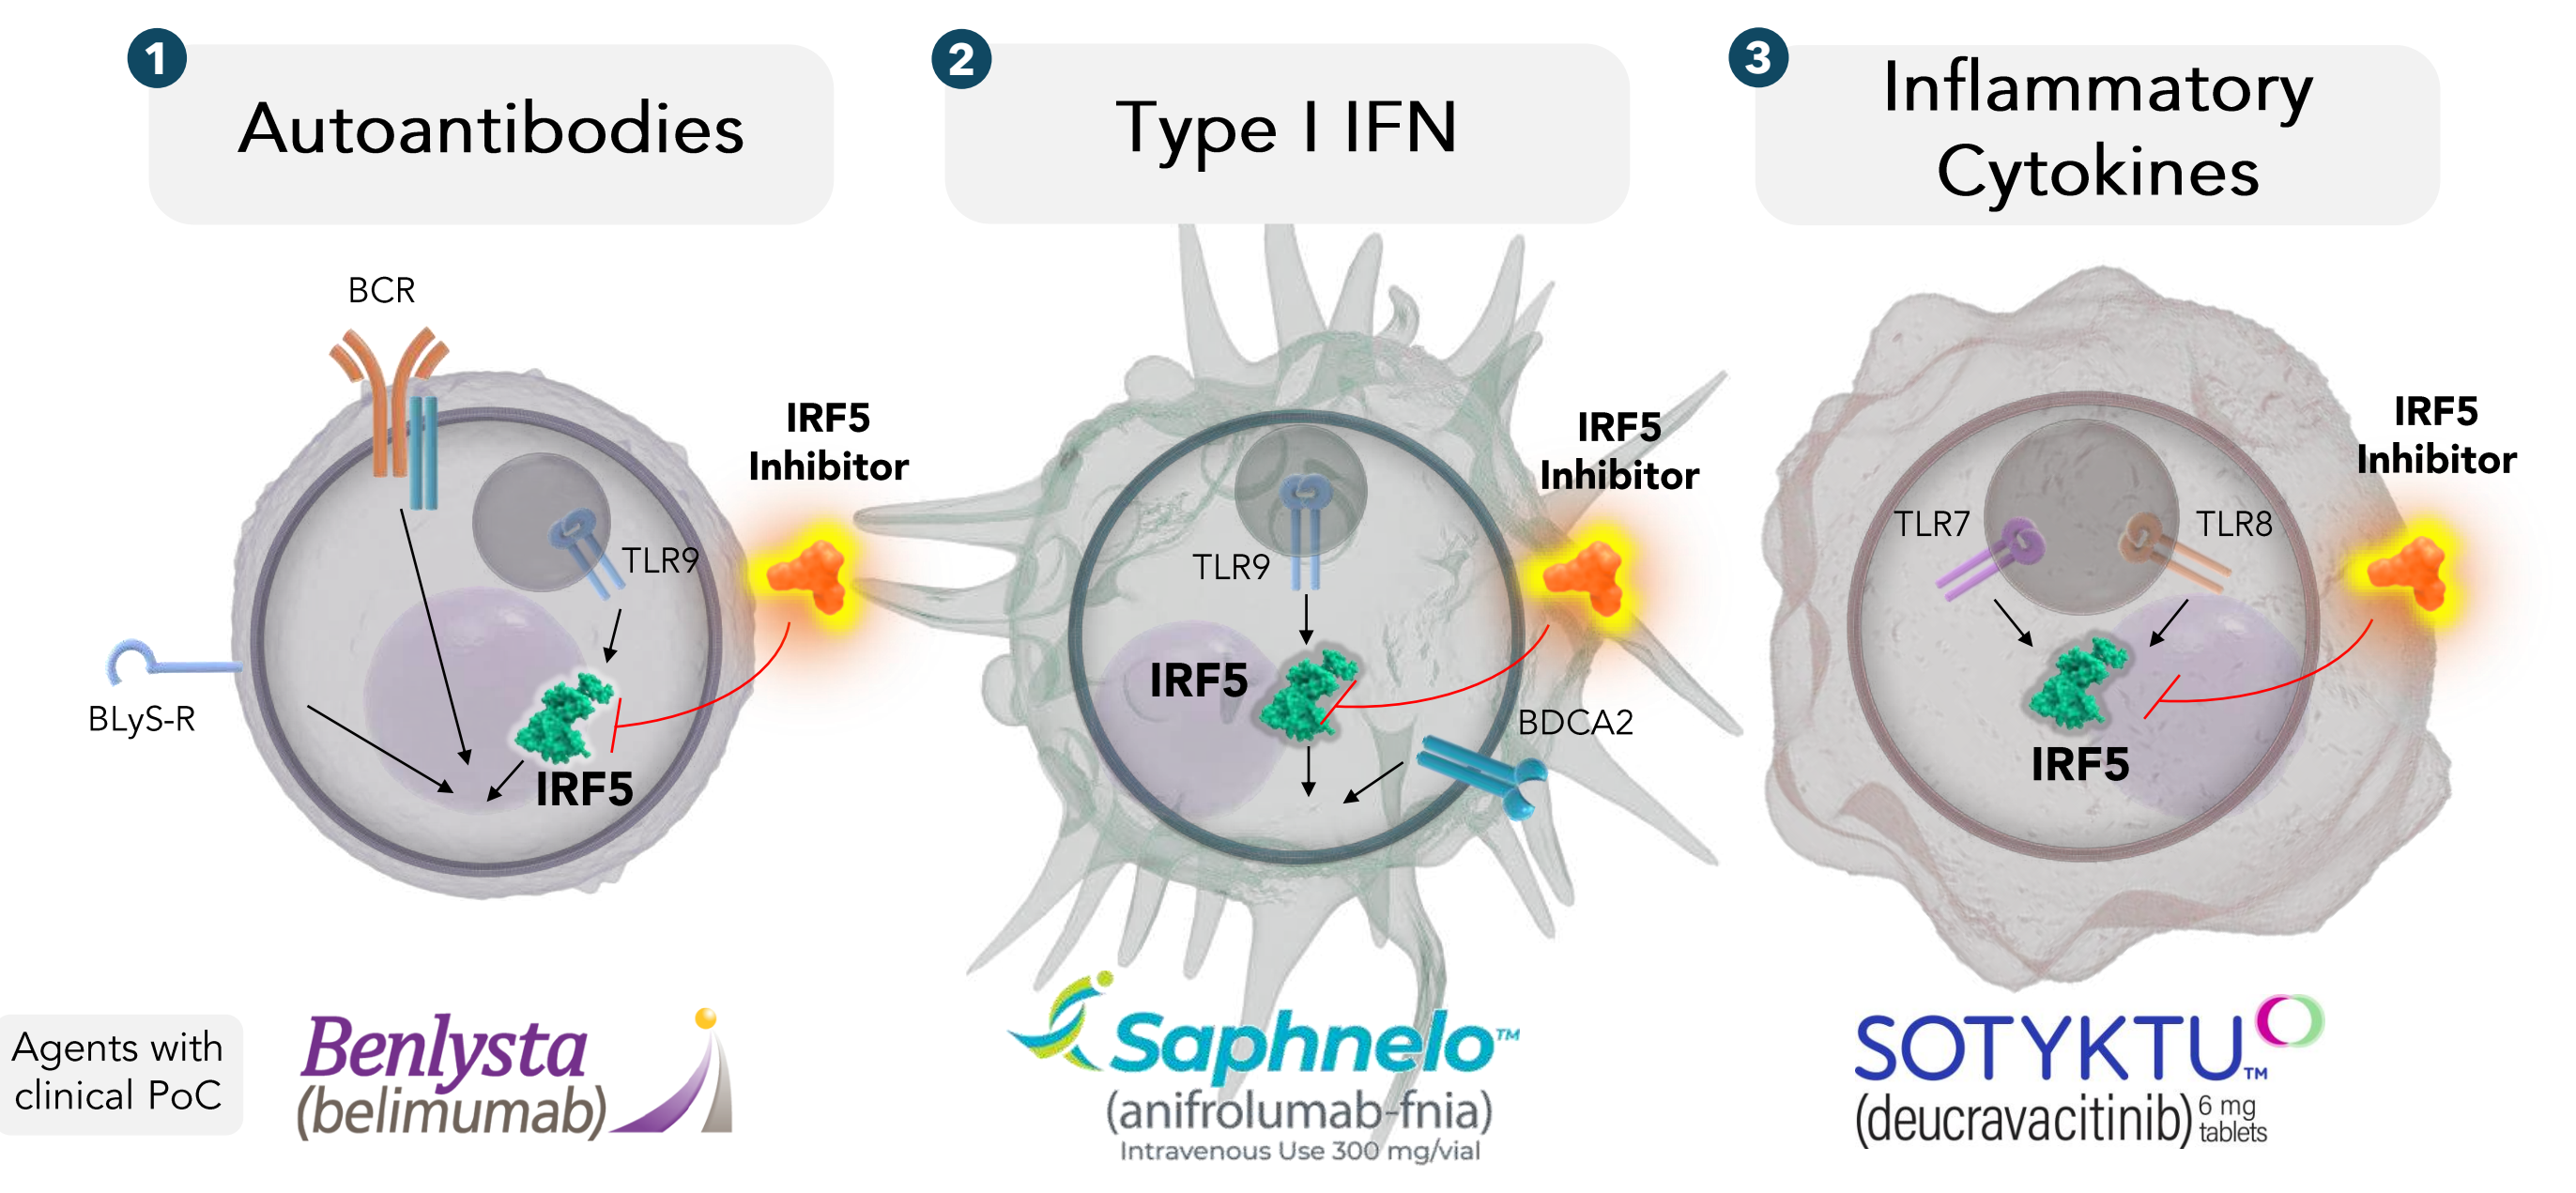 1
Autoantibodies
BCR
TLR9
BLyS-R
IRF5
IRF5
Inhibitor
2
Type I IFN
TLR9
IRF5
BDCA2
IRF5
Inhibitor
3
Inflammatory
Cytokines
TLR7
TLR8
IRF5
IRF5
Inhibitor
Agents with
clinical PoC
Benlysta
(belimumab)
Saphnelo™
(anifrolumab-fnia)
Intravenous Use 300 mg/vial
SOTYKTU™
(deucravacitinib) 6 mg
tablets